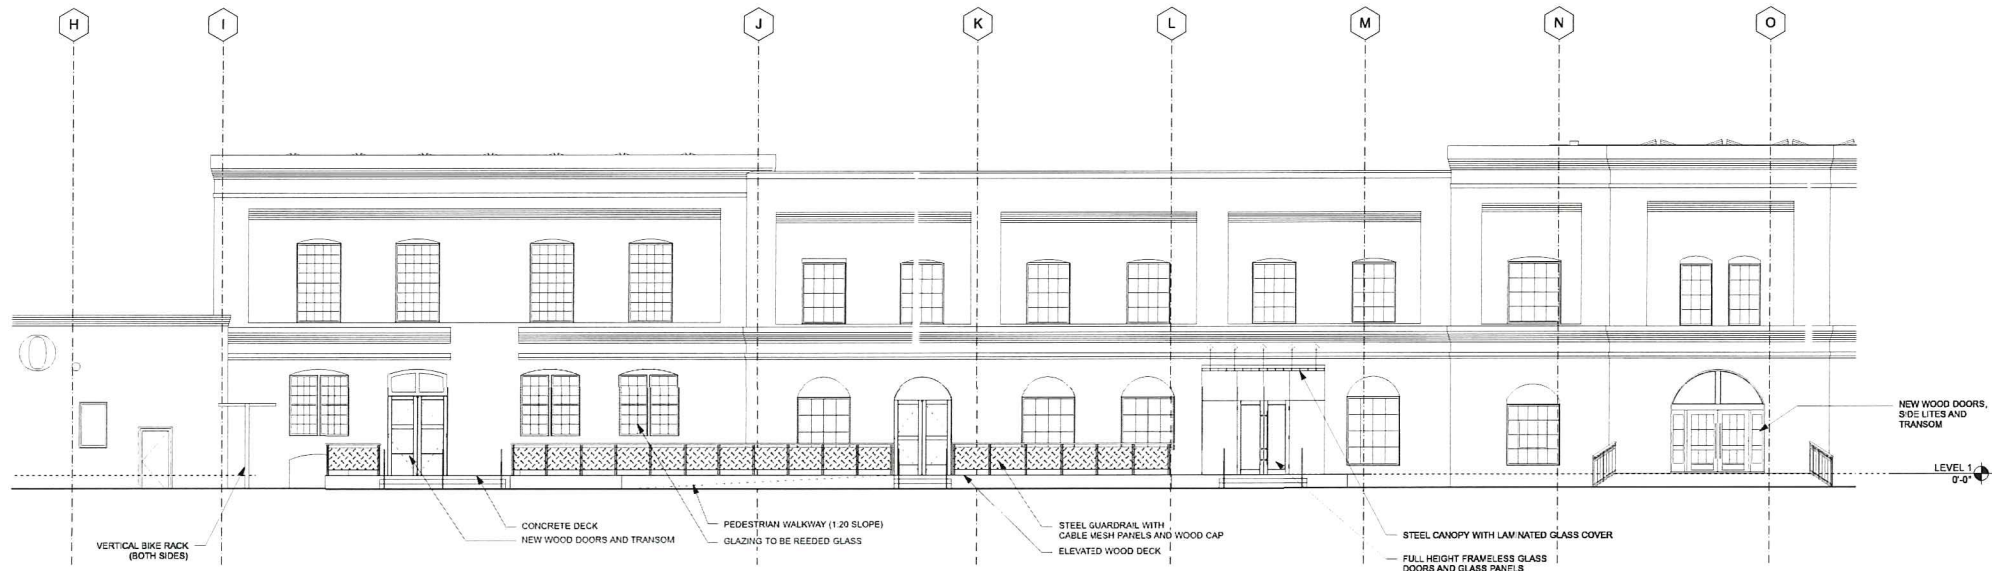 H
I
J
K
L
M
N
O
NEW WOOD DOORS,
SIDE LITES AND
TRANSOM
LEVEL 1
0'-0"
CONCRETE DECK
NEW WOOD DOORS AND TRANSOM
PEDESTRIAN WALKWAY (1:20 SLOPE)
GLAZING TO BE REEDED GLASS
STEEL GUARDRAIL WITH
CABLE MESH PANELS AND WOOD CAP
ELEVATED WOOD DECK
STEEL CANOPY WITH LAMINATED GLASS COVER
FULL HEIGHT FRAMELESS GLASS
DOORS AND GLASS PANELS
VERTICAL BIKE RACK
(BOTH SIDES)